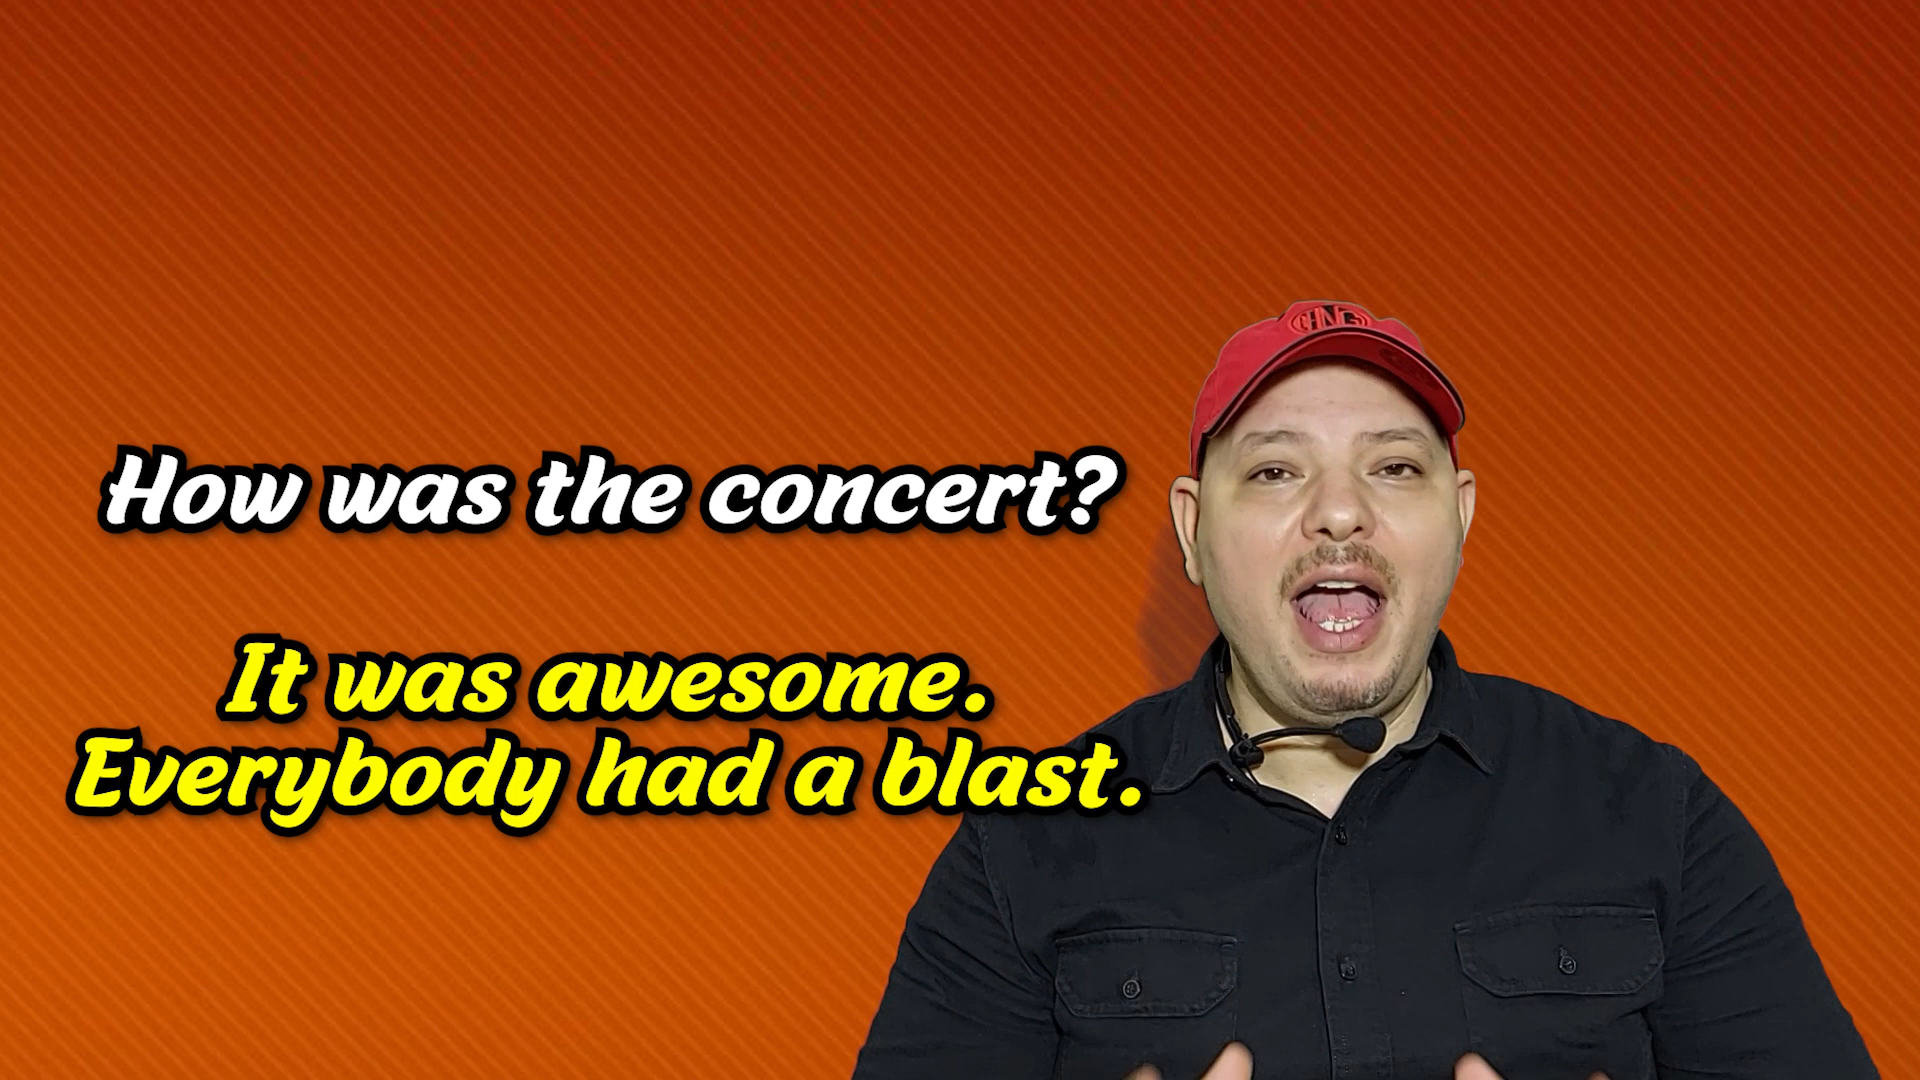 How was the concert?
It was awesome.
Everybody had a blast.